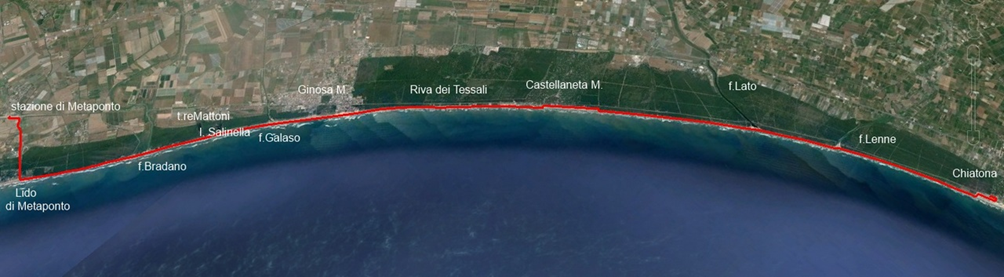 stazione di Metaponto
t.reMattoni
l. Salinella
f.Galaso
Ginosa M.
Riva dei Tessali
Castellaneta M.
f.Lato
f.Lenne
Chiatona
f.Bradano
Lido
di Metaponto